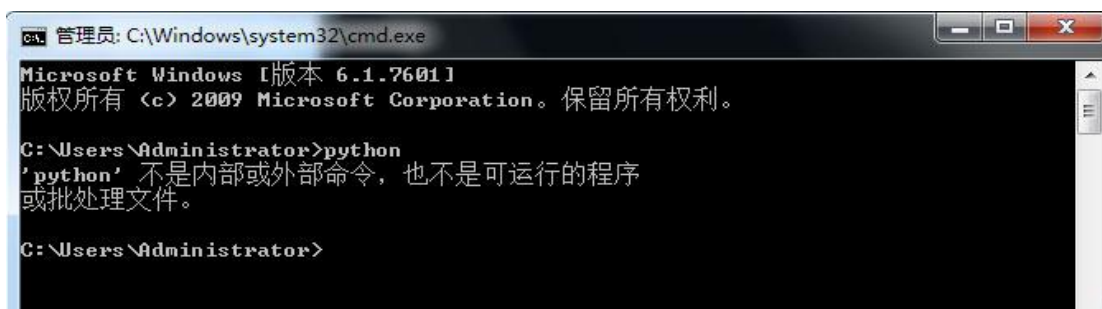 管理员: C:\Windows\system32\cmd.exe
Microsoft Windows [版本 6.1.7601]
版权所有 (c) 2009 Microsoft Corporation。保留所有权利。
C:\Users\Administrator>python
'python' 不是内部或外部命令，也不是可运行的程序
或批处理文件。
C:\Users\Administrator>